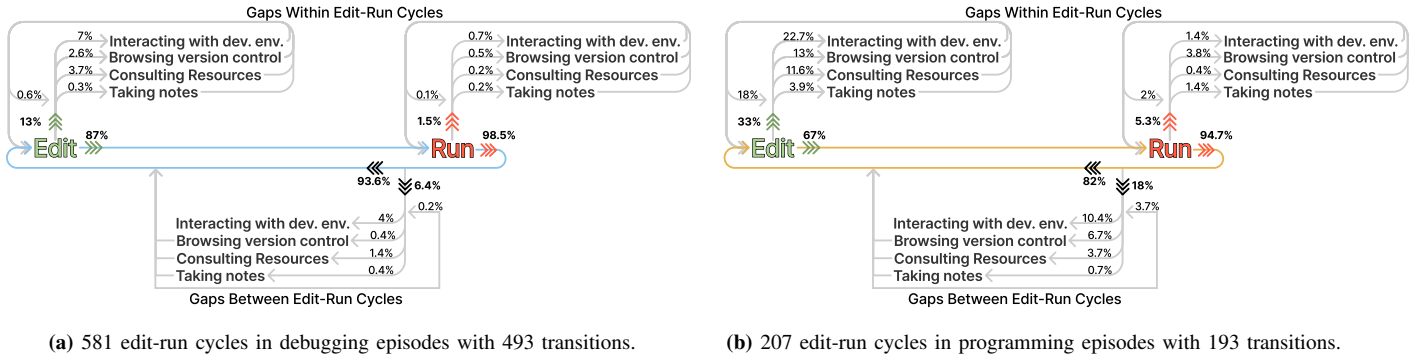 Gaps Within Edit-Run Cycles
7% Interacting with dev. env.
2.6% Browsing version control
3.7% Consulting Resources
0.3% Taking notes
0.6%
13%
Edit 87%
0.7% Interacting with dev. env.
0.5% Browsing version control
0.2% Consulting Resources
0.2% Taking notes
0.1%
1.5%
Run 98.5%
93.6% 6.4%
0.2%
Interacting with dev. env. 4%
Browsing version control 0.4%
Consulting Resources 1.4%
Taking notes 0.4%
Gaps Between Edit-Run Cycles
(a) 581 edit-run cycles in debugging episodes with 493 transitions.
Gaps Within Edit-Run Cycles
22.7% Interacting with dev. env.
13% Browsing version control
11.6% Consulting Resources
3.9% Taking notes
18%
33%
Edit 67%
1.4% Interacting with dev. env.
3.8% Browsing version control
0.4% Consulting Resources
1.4% Taking notes
2%
5.3%
Run 94.7%
82% 18%
3.7%
Interacting with dev. env. 10.4%
Browsing version control 6.7%
Consulting Resources 3.7%
Taking notes 0.7%
Gaps Between Edit-Run Cycles
(b) 207 edit-run cycles in programming episodes with 193 transitions.